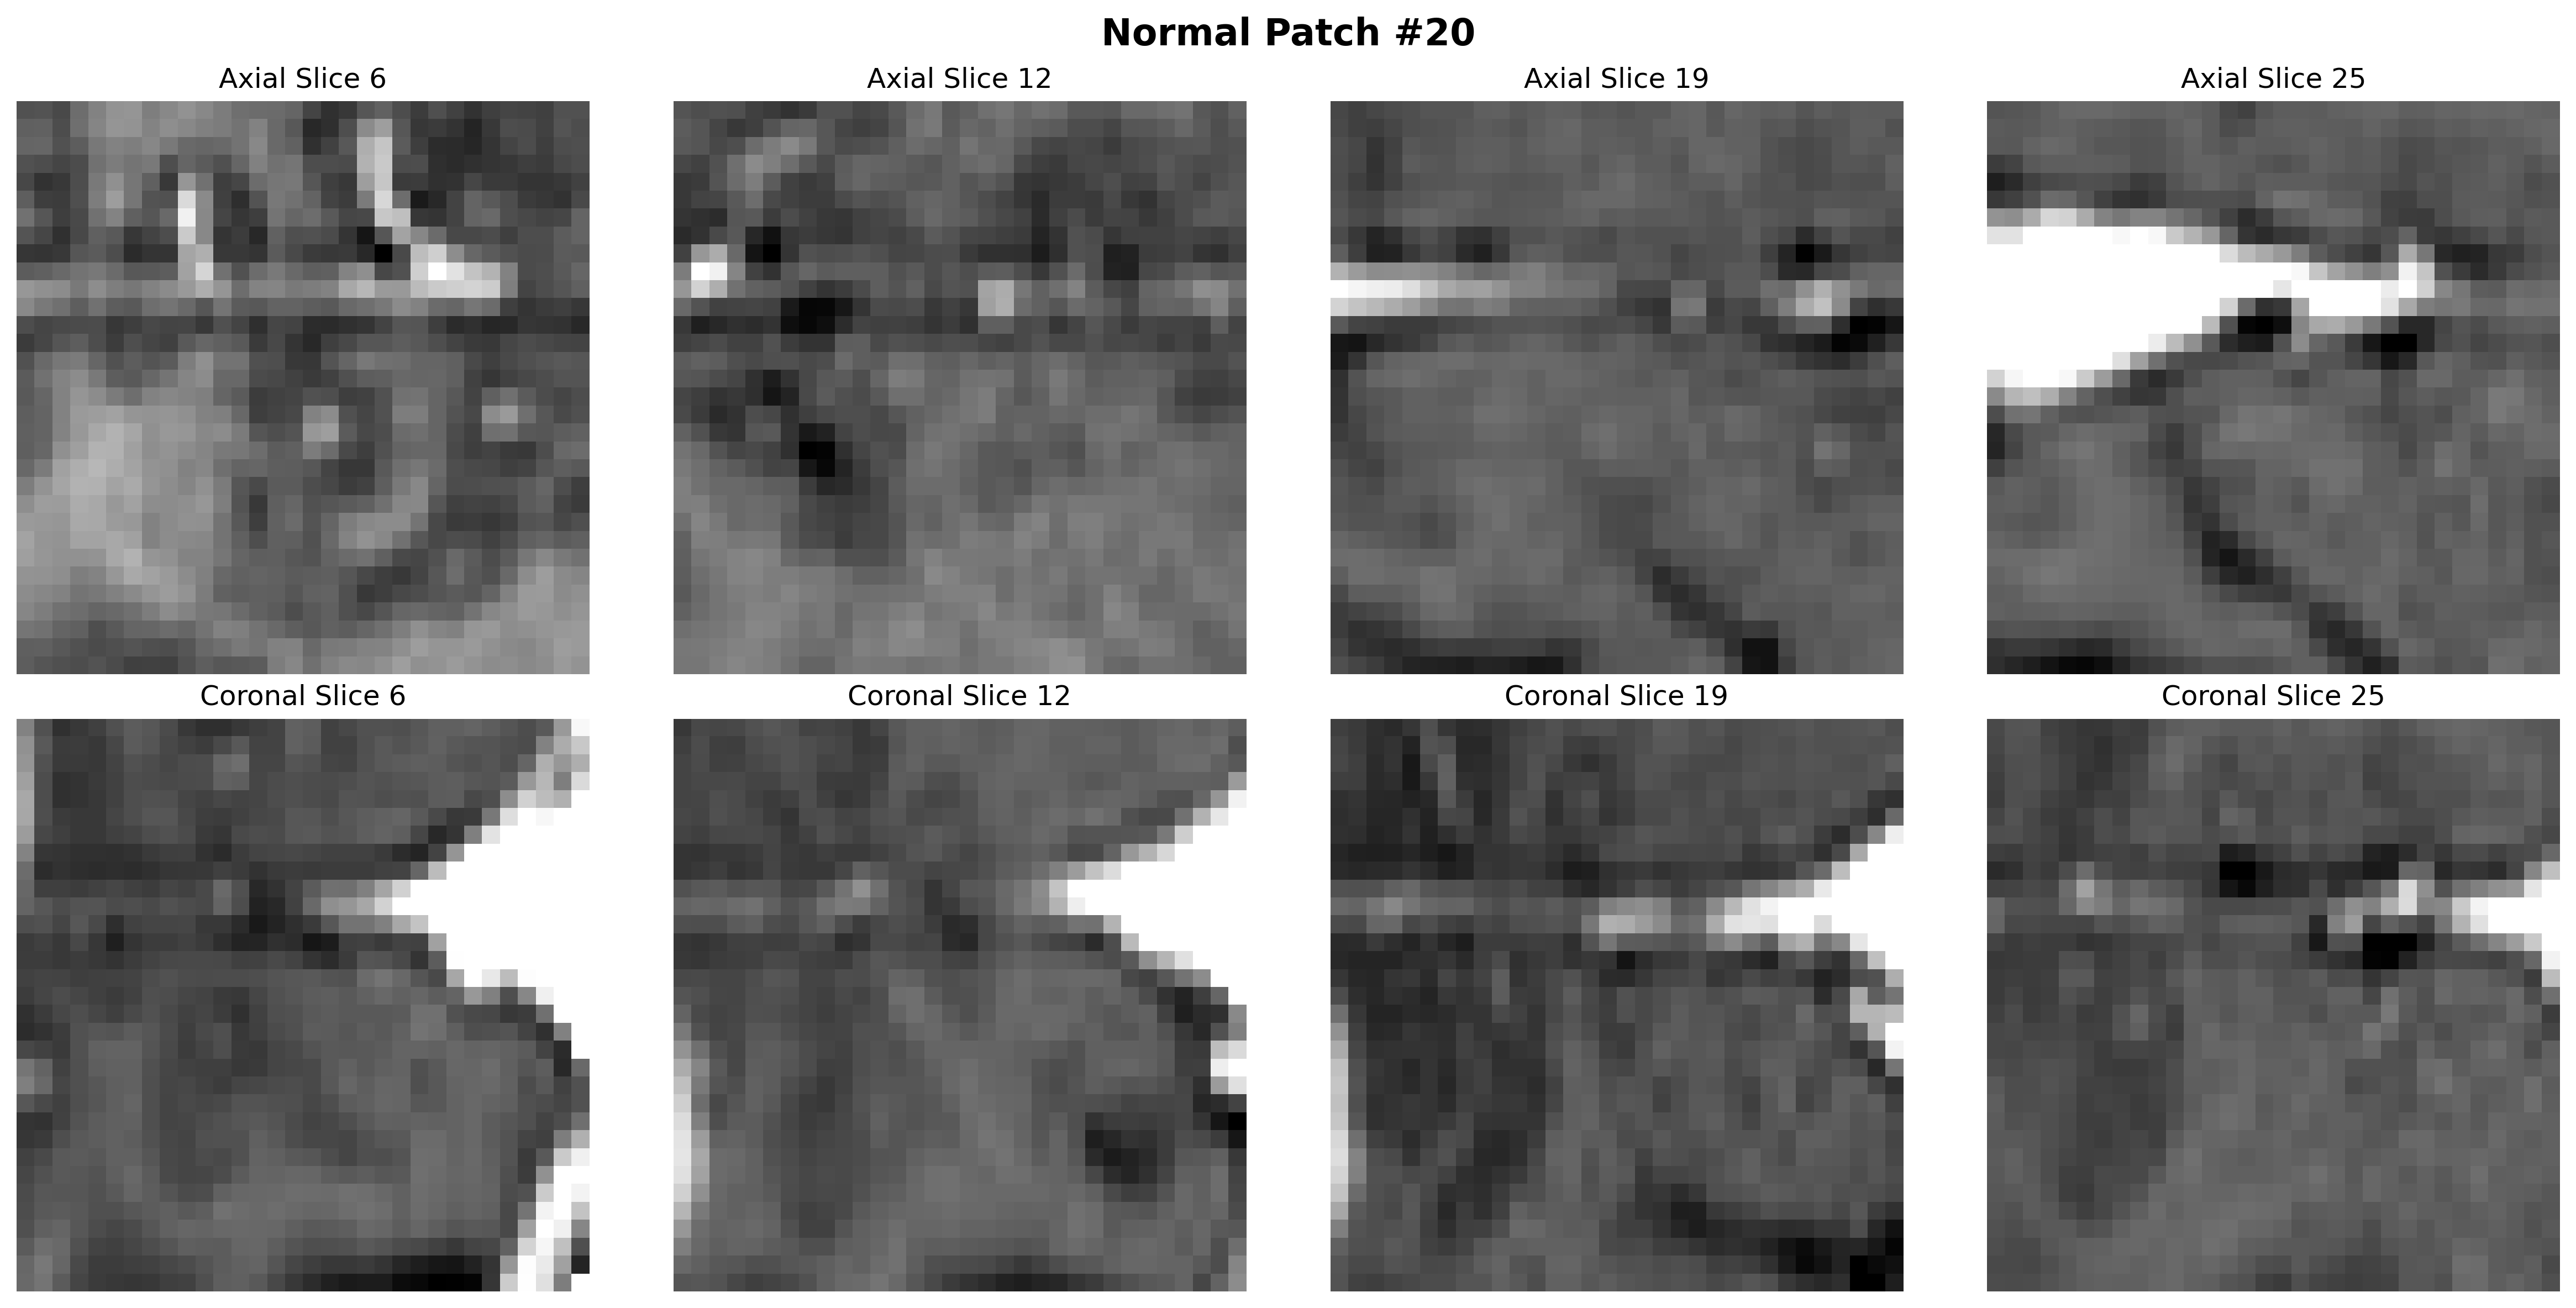 Normal Patch #20
Axial Slice 6
Axial Slice 12
Axial Slice 19
Axial Slice 25
Coronal Slice 6
Coronal Slice 12
Coronal Slice 19
Coronal Slice 25